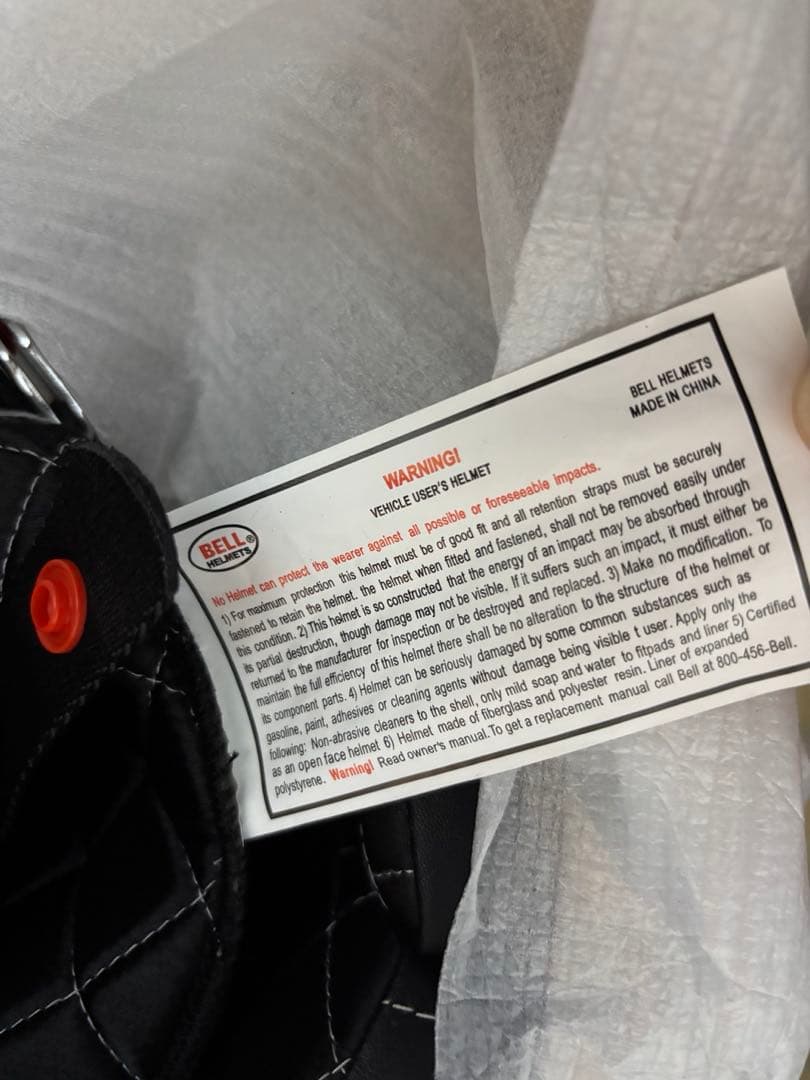 BELL HELMETS
MADE IN CHINA
WARNING!
VEHICLE USER'S HELMET
BELL®
HELMETS
No Helmet can protect the wearer against all possible or foreseeable impacts.
1) For maximum protection this helmet must be of good fit and all retention straps must be securely
fastened to retain the helmet. the helmet when fitted and fastened, shall not be removed easily under
this condition. 2) This helmet is so constructed that the energy of an impact may be absorbed through
its partial destruction, though damage may not be visible. If it suffers such an impact, it must either be
returned to the manufacturer for inspection or be destroyed and replaced. 3) Make no modification. To
maintain the full efficiency of this helmet there shall be no alteration to the structure of the helmet or
its component parts. 4) Helmet can be seriously damaged by some common substances such as
gasoline, paint, adhesives or cleaning agents without damage being visible t user. Apply only the
following: Non-abrasive cleaners to the shell, only mild soap and water to fitpads and liner 5) Certified
as an open face helmet 6) Helmet made of fiberglass and polyester resin. Liner of expanded
polystyrene. Warning! Read owner's manual. To get a replacement manual call Bell at 800-456-Bell.